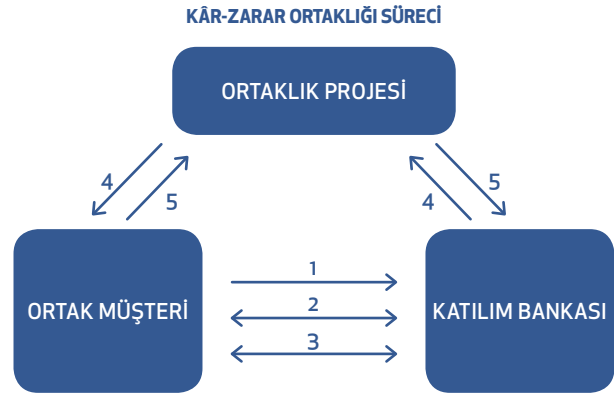 KÂR-ZARAR ORTAKLIĞI SÜRECİ
ORTAKLIK PROJESİ
4
5
4
5
ORTAK MÜŞTERİ
1
2
3
KATILIM BANKASI